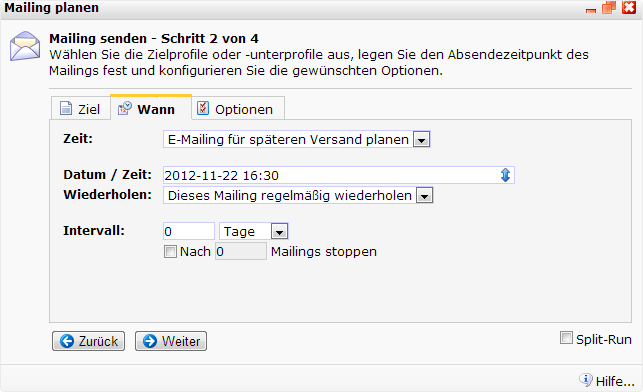 Mailing planen
Mailing senden - Schritt 2 von 4
Wählen Sie die Zielprofile oder -unterprofile aus, legen Sie den Absendezeitpunkt des
Mailings fest und konfigurieren Sie die gewünschten Optionen.
Ziel Wann Optionen
Zeit: E-Mailing für späteren Versand planen
Datum / Zeit: 2012-11-22 16:30
Wiederholen: Dieses Mailing regelmäßig wiederholen
Intervall: 0 Tage
Nach 0 Mailings stoppen
Zurück Weiter Split-Run
Hilfe...